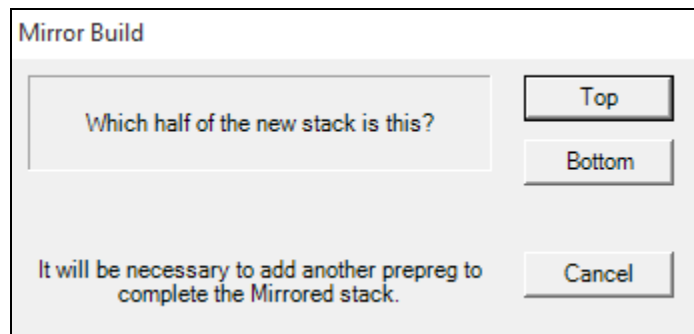 Mirror Build
Which half of the new stack is this?
Top
Bottom
It will be necessary to add another prepreg to
complete the Mirrored stack.
Cancel